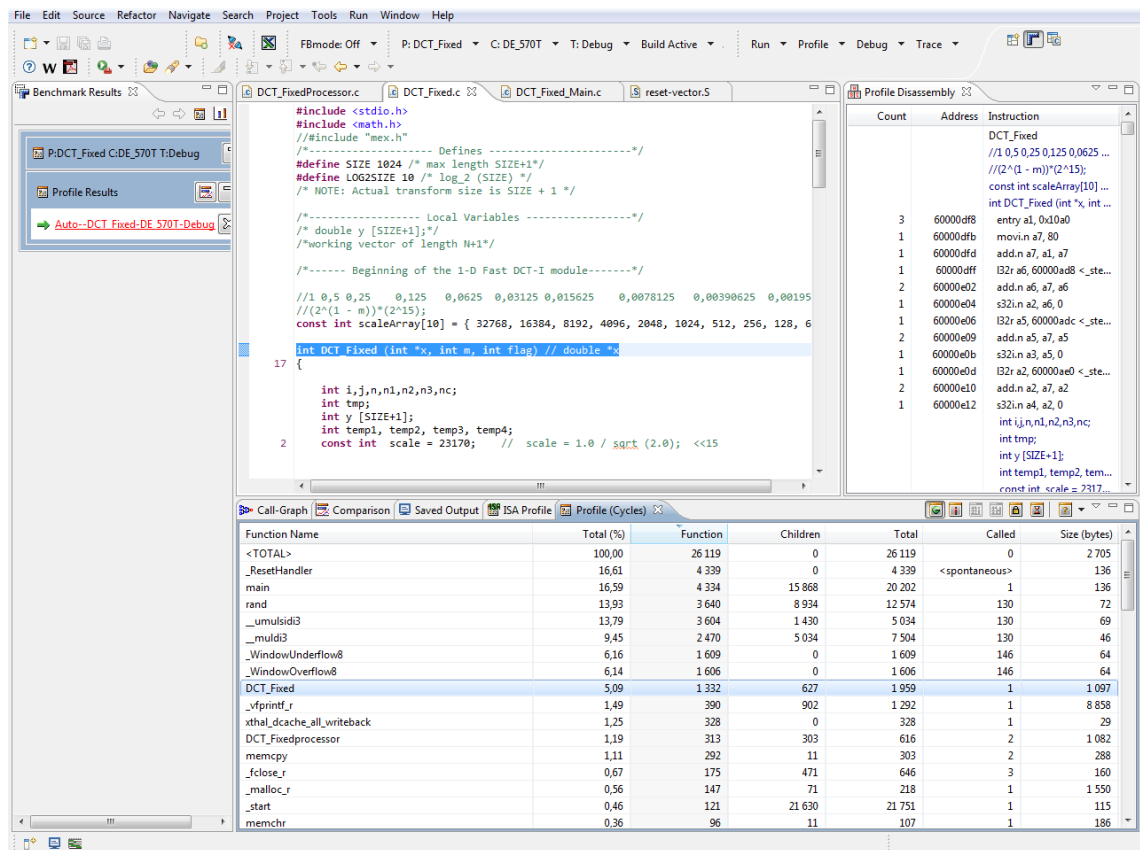 File Edit Source Refactor Navigate Search Project Tools Run Window Help
FBmode: Off P: DCT_Fixed C: DE_570T T: Debug Build Active Run Profile Debug Trace
W
Benchmark Results
P:DCT_Fixed C:DE_570T T:Debug
Profile Results
Auto--DCT_Fixed-DE_570T-Debug
DCT_FixedProcessor.c DCT_Fixed.c DCT_Fixed_Main.c reset-vector.S
#include <stdio.h>
#include <math.h>
//#include "mex.h"
/*---------------- Defines -----------------------*/
#define SIZE 1024 /* max length SIZE+1*/
#define LOG2SIZE 10 /* log_2 (SIZE) */
/* NOTE: Actual transform size is SIZE + 1 */
/*--------------- Local Variables ----------------*/
/* double y [SIZE+1];*/
/*working vector of length N+1*/
/*------ Beginning of the 1-D Fast DCT-I module-------*/
//1 0,5 0,25 0,125 0,0625 0,03125 0,015625 0,0078125 0,00390625 0,00195
//(2^(1 - m))*(2^15);
const int scaleArray[10] = { 32768, 16384, 8192, 4096, 2048, 1024, 512, 256, 128, 6
int DCT_Fixed (int *x, int m, int flag) // double *x
17 {
int i,j,n,n1,n2,n3,nc;
int tmp;
int y [SIZE+1];
int temp1, temp2, temp3, temp4;
2 const int scale = 23170; // scale = 1.0 / sqrt (2.0); <<15
Profile Disassembly
Count Address Instruction
DCT_Fixed
//1 0,5 0,25 0,125 0,0625 ...
//(2^(1 - m))*(2^15);
const int scaleArray[10] ...
int DCT_Fixed (int *x, int ...
3 60000df8 entry a1, 0x10a0
1 60000dfb movi.n a7, 80
1 60000dfd add.n a7, a1, a7
1 60000dff l32r a6, 60000ad8 <_ste...
2 60000e02 add.n a6, a7, a6
1 60000e04 s32i.n a2, a6, 0
1 60000e06 l32r a5, 60000adc <_ste...
2 60000e09 add.n a5, a7, a5
1 60000e0b s32i.n a3, a5, 0
1 60000e0d l32r a2, 60000ae0 <_ste...
2 60000e10 add.n a2, a7, a2
1 60000e12 s32i.n a4, a2, 0
int i,j,n,n1,n2,n3,nc;
int tmp;
int y [SIZE+1];
int temp1, temp2, tem...
const int scale = 2317...
Call-Graph Comparison Saved Output ISA Profile Profile (Cycles)
Function Name Total (%) Function Children Total Called Size (bytes)
<TOTAL> 100,00 26 119 0 26 119 0 2 705
_ResetHandler 16,61 4 339 0 4 339 <spontaneous> 136
main 16,59 4 334 15 868 20 202 1 136
rand 13,93 3 640 8 934 12 574 130 72
__umulsidi3 13,79 3 604 1 430 5 034 130 69
__muldi3 9,45 2 470 5 034 7 504 130 46
_WindowUnderflow8 6,16 1 609 0 1 609 146 64
_WindowOverflow8 6,14 1 606 0 1 606 146 64
DCT_Fixed 5,09 1 332 627 1 959 1 1 097
_vfprintf_r 1,49 390 902 1 292 1 8 858
xthal_dcache_all_writeback 1,25 328 0 328 1 29
DCT_Fixedprocessor 1,19 313 303 616 2 1 082
memcpy 1,11 292 11 303 2 288
_fclose_r 0,67 175 471 646 3 160
_malloc_r 0,56 147 71 218 1 1 550
_start 0,46 121 21 630 21 751 1 115
memchr 0,36 96 11 107 1 186